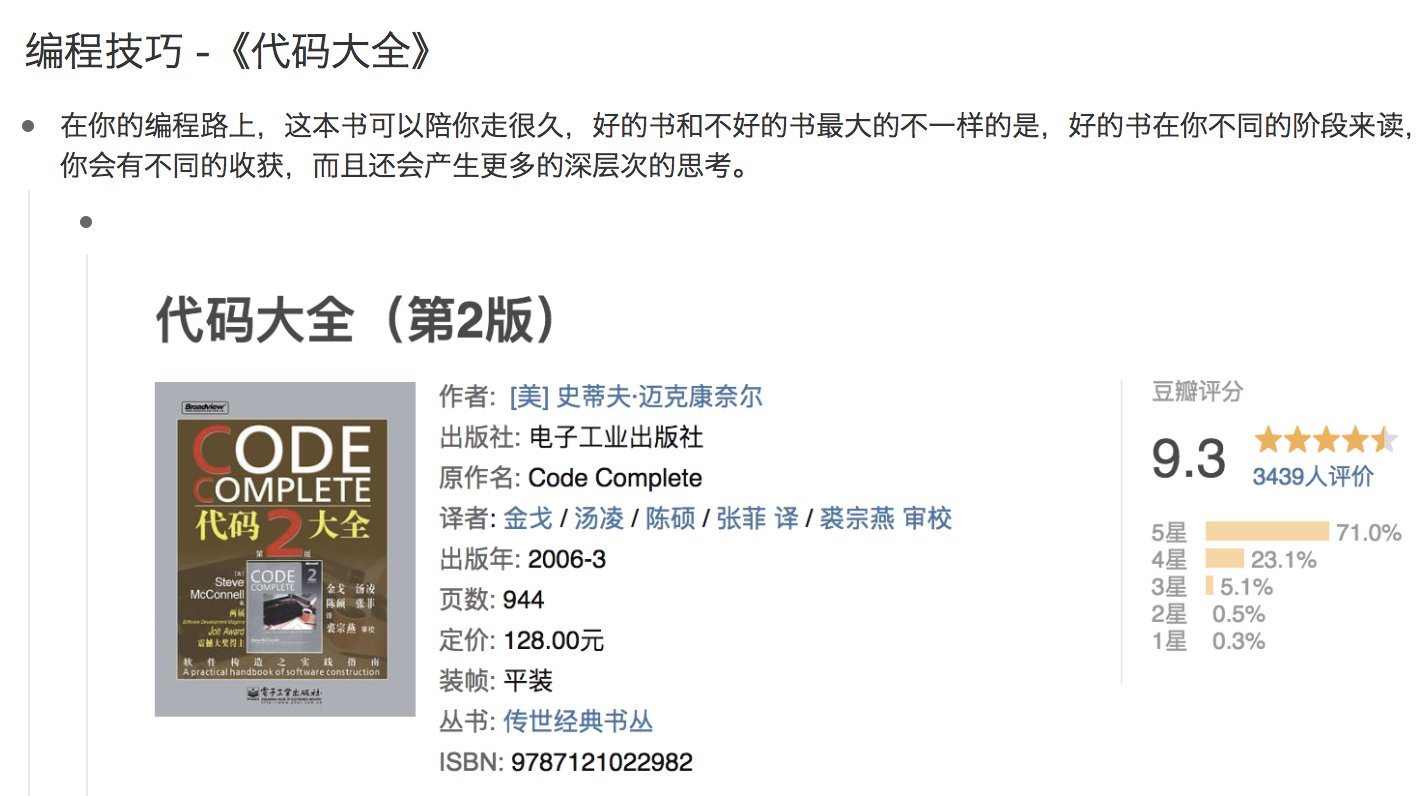 编程技巧 -《代码大全》
在你的编程路上，这本书可以陪你走很久，好的书和不好的书最大的不一样的是，好的书在你不同的阶段来读，
你会有不同的收获，而且还会产生更多的深层次的思考。
代码大全（第2版）
Broadview
CODE
COMPLETE
代码2大全
第 版
[美]
Steve
McConnell
著
两届
Software Development Magazine
Jolt Award
震撼大奖得主
CODE 2
COMPLETE
金戈 汤凌
陈硕 张菲
译
裘宗燕 审校
软件构造之实践指南
A practical handbook of software construction
电子工业出版社
作者: [美] 史蒂夫·迈克康奈尔
出版社: 电子工业出版社
原作名: Code Complete
译者: 金戈 / 汤凌 / 陈硕 / 张菲 译 / 裘宗燕 审校
出版年: 2006-3
页数: 944
定价: 128.00元
装帧: 平装
丛书: 传世经典书丛
ISBN: 9787121022982
豆瓣评分
9.3
3439人评价
5星 71.0%
4星 23.1%
3星 5.1%
2星 0.5%
1星 0.3%